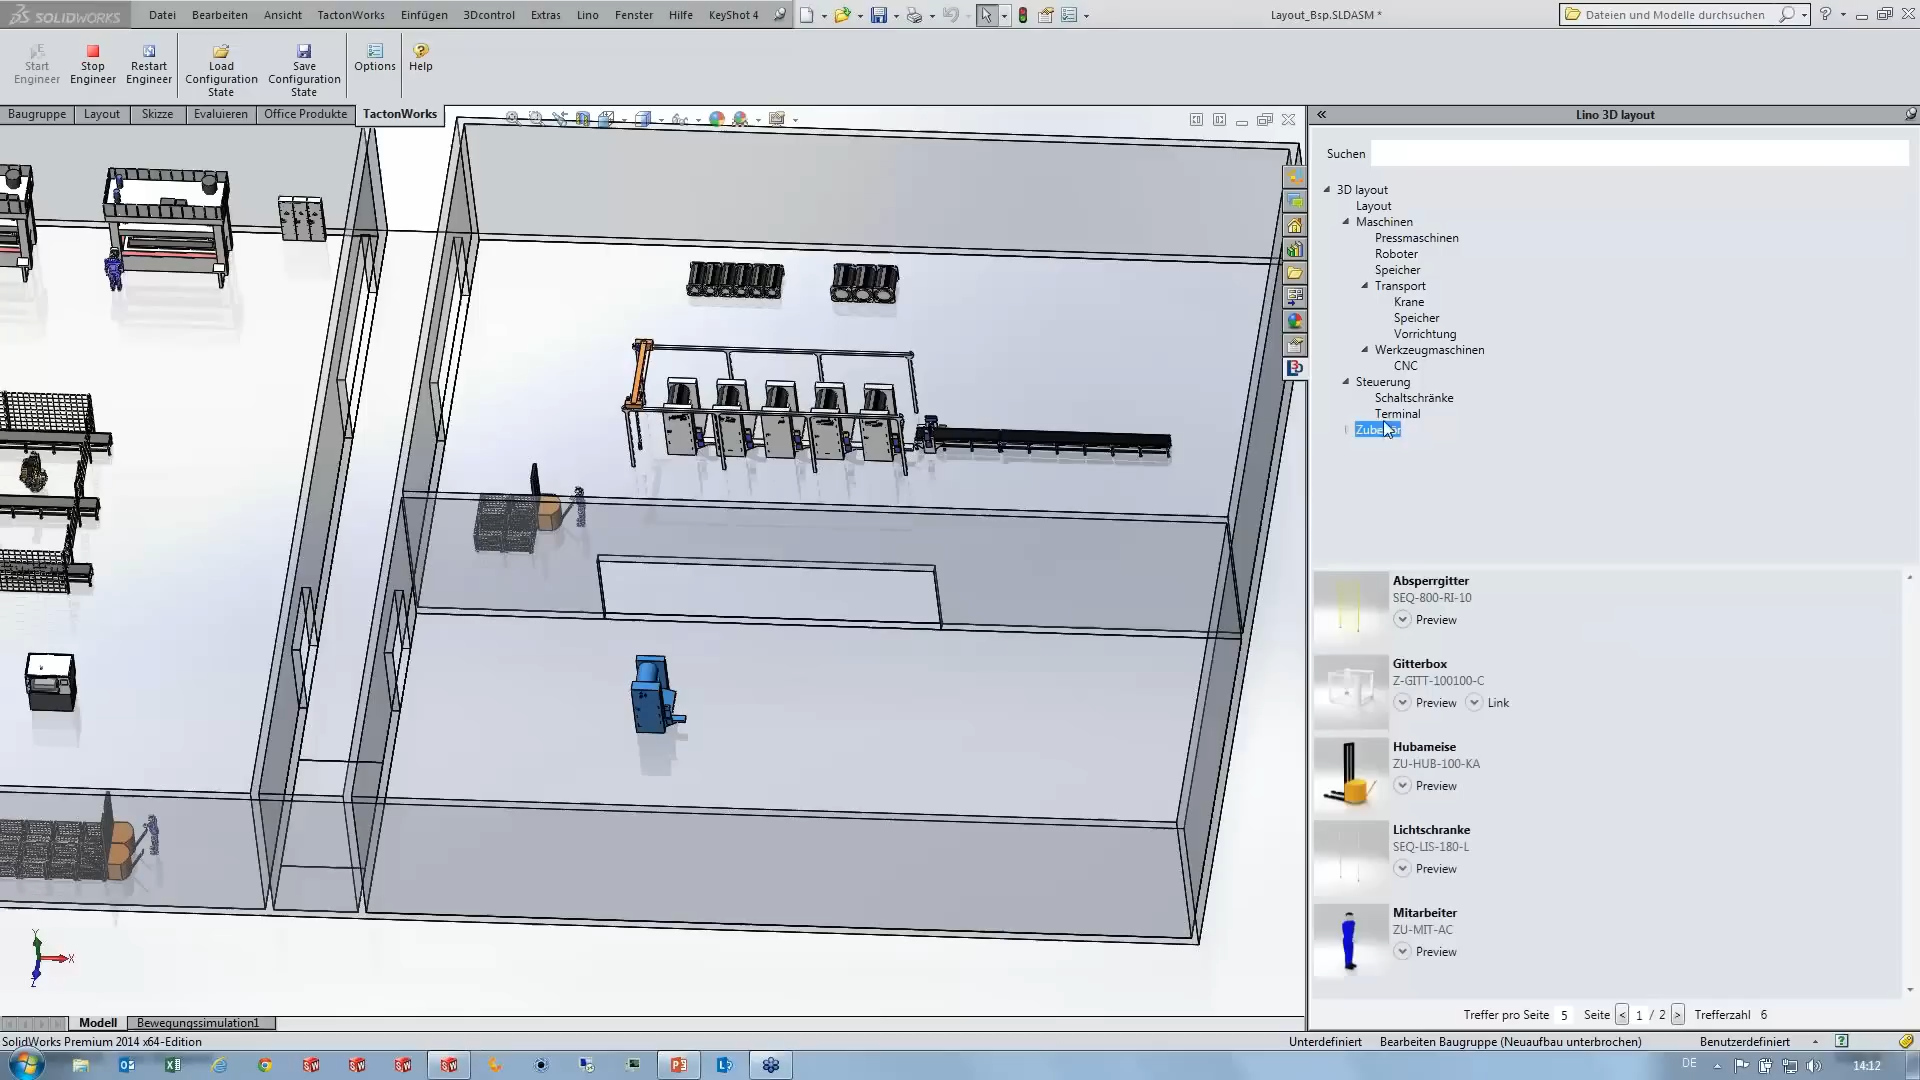 SOLIDWORKS
Datei Bearbeiten Ansicht TactonWorks Einfügen 3Dcontrol Extras Lino Fenster Hilfe KeyShot 4
Layout_Bsp.SLDASM *
Dateien und Modelle durchsuchen
Start Engineer
Stop Engineer
Restart Engineer
Load Configuration State
Save Configuration State
Options
Help
Baugruppe Layout Skizze Evaluieren Office Produkte TactonWorks
Lino 3D layout
Suchen
3D layout
Layout
Maschinen
Pressmaschinen
Roboter
Speicher
Transport
Krane
Speicher
Vorrichtung
Werkzeugmaschinen
CNC
Steuerung
Schaltschränke
Terminal
Zubehör
Absperrgitter
SEQ-800-RI-10
Preview
Gitterbox
Z-GITT-100100-C
Preview Link
Hubameise
ZU-HUB-100-KA
Preview
Lichtschranke
SEQ-LIS-180-L
Preview
Mitarbeiter
ZU-MIT-AC
Preview
Treffer pro Seite 5 Seite < 1 / 2 > Trefferzahl 6
Y
X
Z
Modell Bewegungssimulation1
SolidWorks Premium 2014 x64-Edition
Unterdefiniert Bearbeiten Baugruppe (Neuaufbau unterbrochen) Benutzerdefiniert
DE 14:12